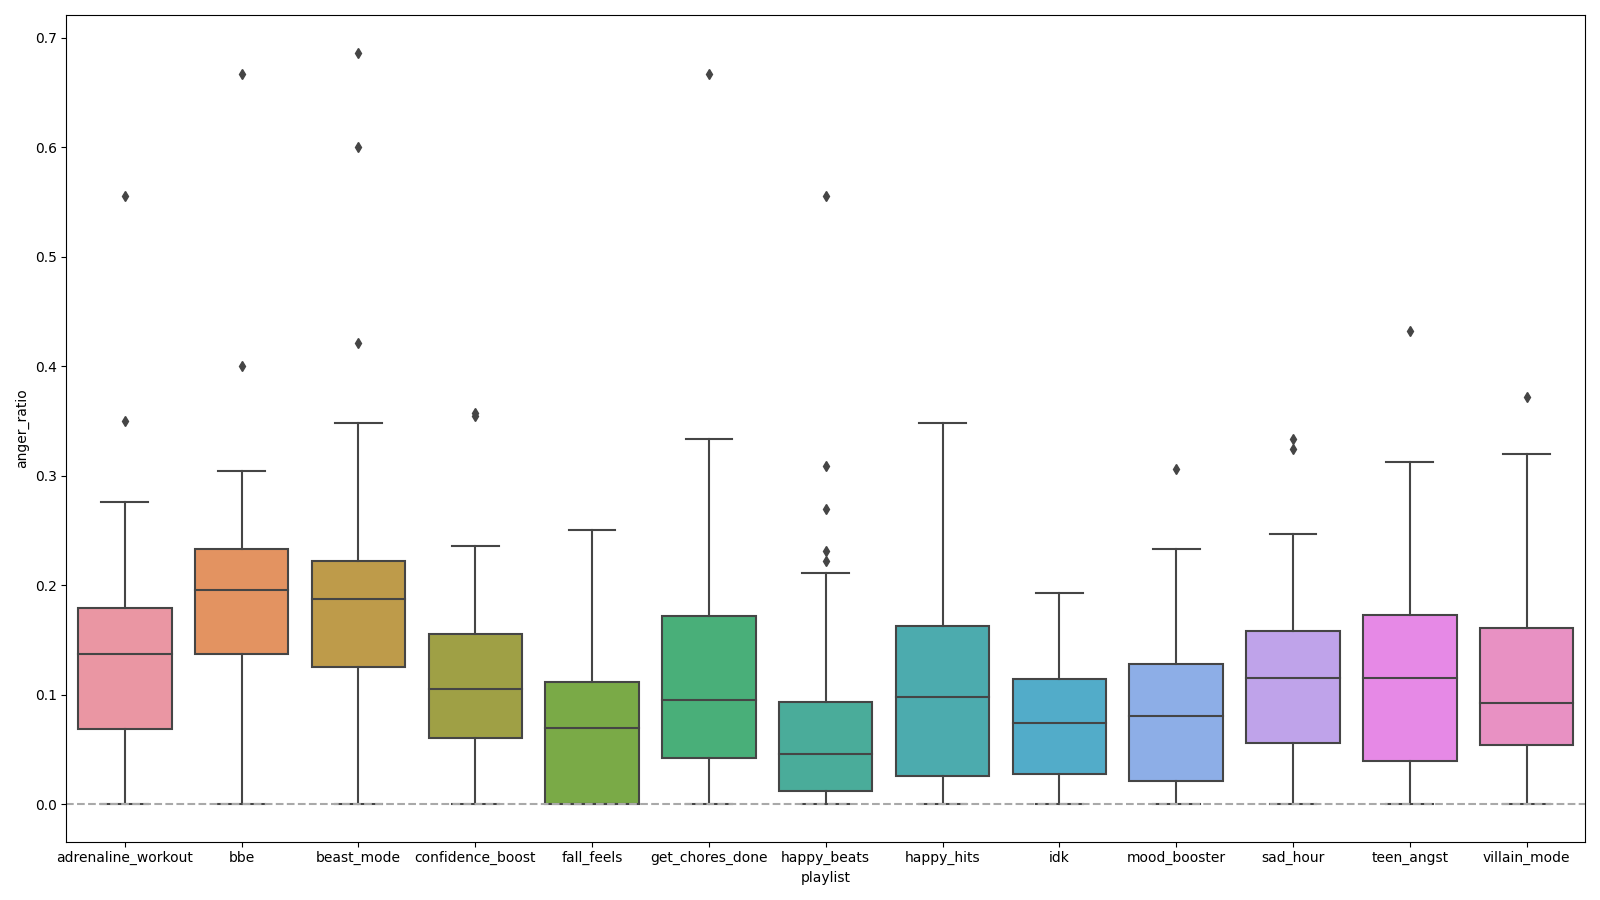 0.7
0.6
0.5
0.4
0.3
0.2
0.1
0.0
anger_ratio
adrenaline_workout bbe beast_mode confidence_boost fall_feels get_chores_done happy_beats happy_hits idk mood_booster sad_hour teen_angst villain_mode
playlist